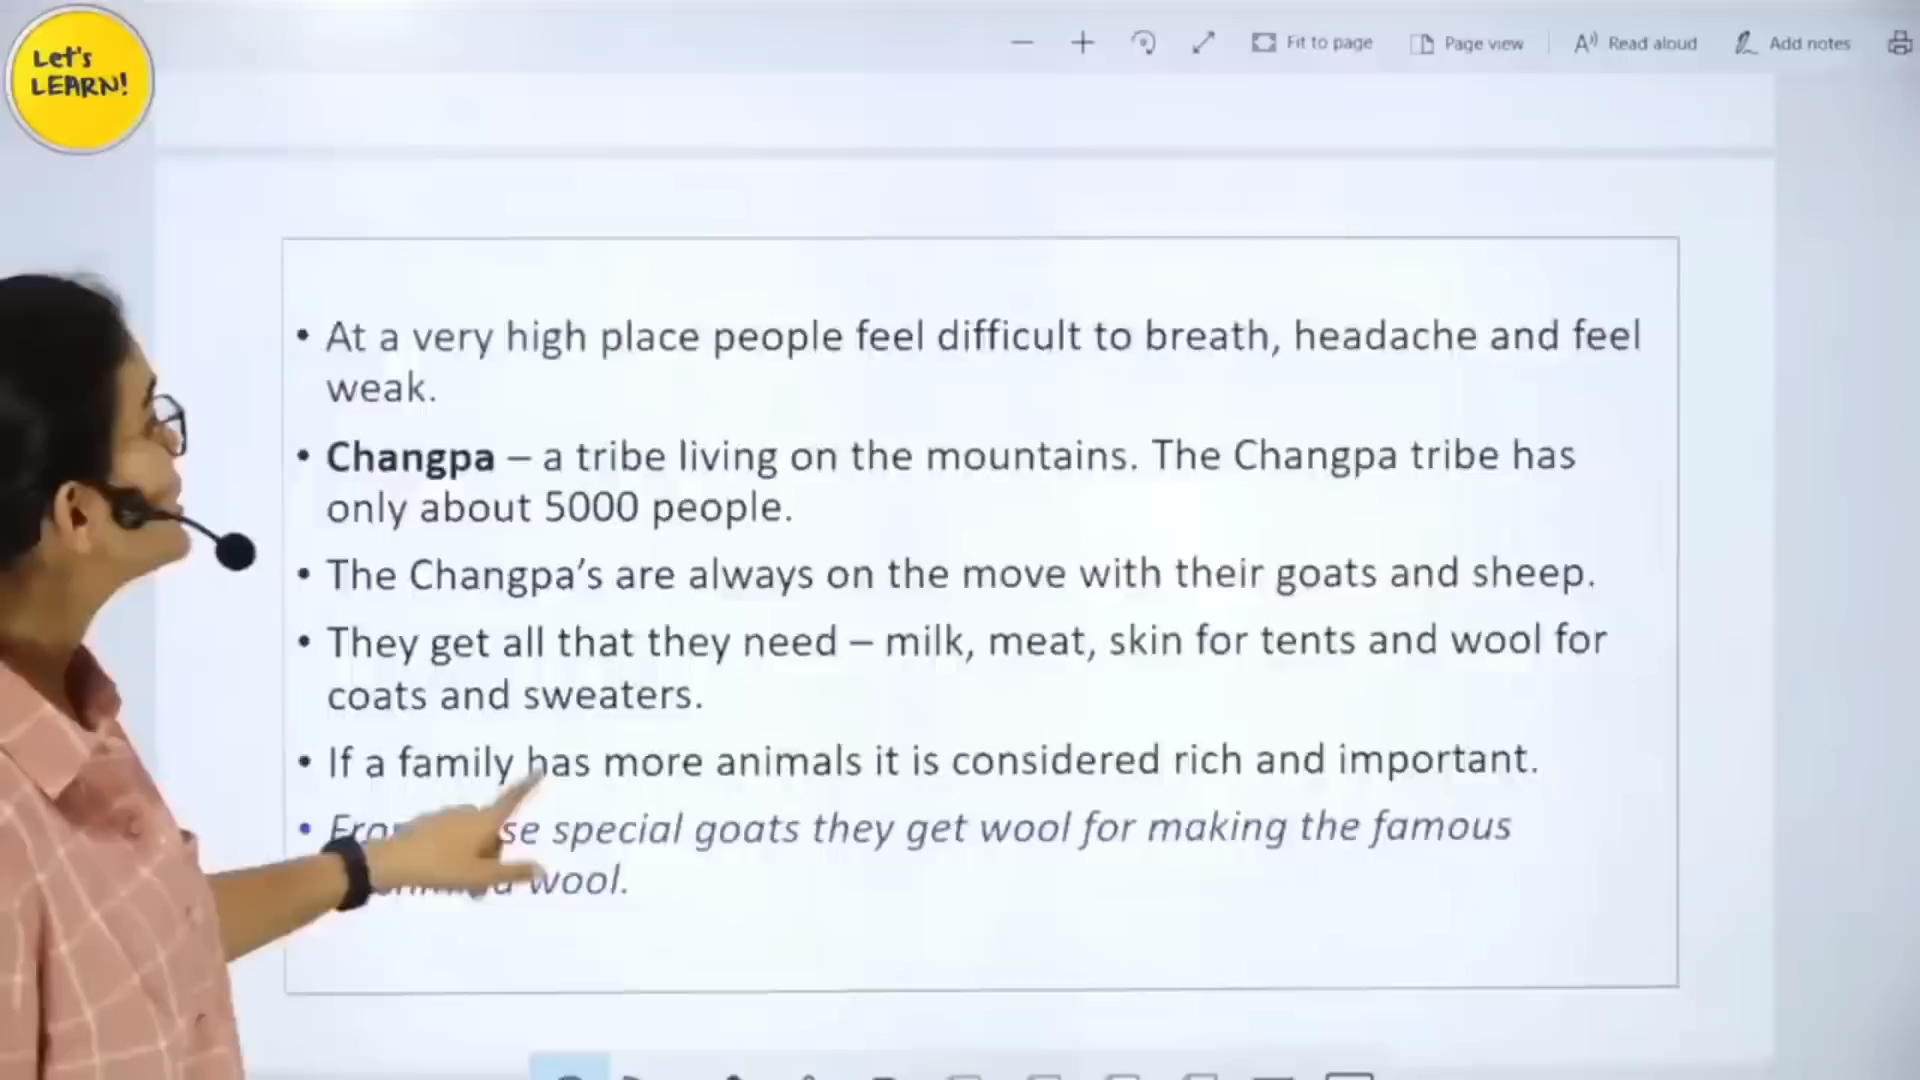 Let's
LEARN!
Fit to page
Page view
Read aloud
Add notes
• At a very high place people feel difficult to breath, headache and feel
weak.
• Changpa – a tribe living on the mountains. The Changpa tribe has
only about 5000 people.
• The Changpa’s are always on the move with their goats and sheep.
• They get all that they need – milk, meat, skin for tents and wool for
coats and sweaters.
• If a family has more animals it is considered rich and important.
• special goats they get wool for making the famous
wool.